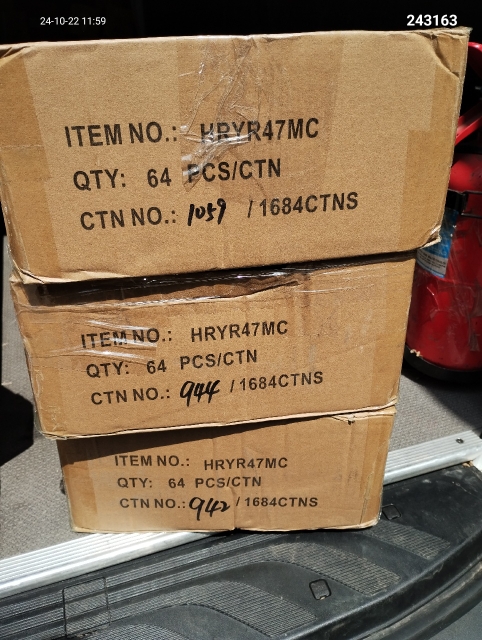 24-10-22 11:59
243163
ITEM NO.: HRYR47MC
QTY: 64 PCS/CTN
CTN NO.: 1059 / 1684CTNS
ITEM NO.: HRYR47MC
QTY: 64 PCS/CTN
CTN NO.: 944 / 1684CTNS
ITEM NO.: HRYR47MC
QTY: 64 PCS/CTN
CTN NO.: 942 / 1684CTNS